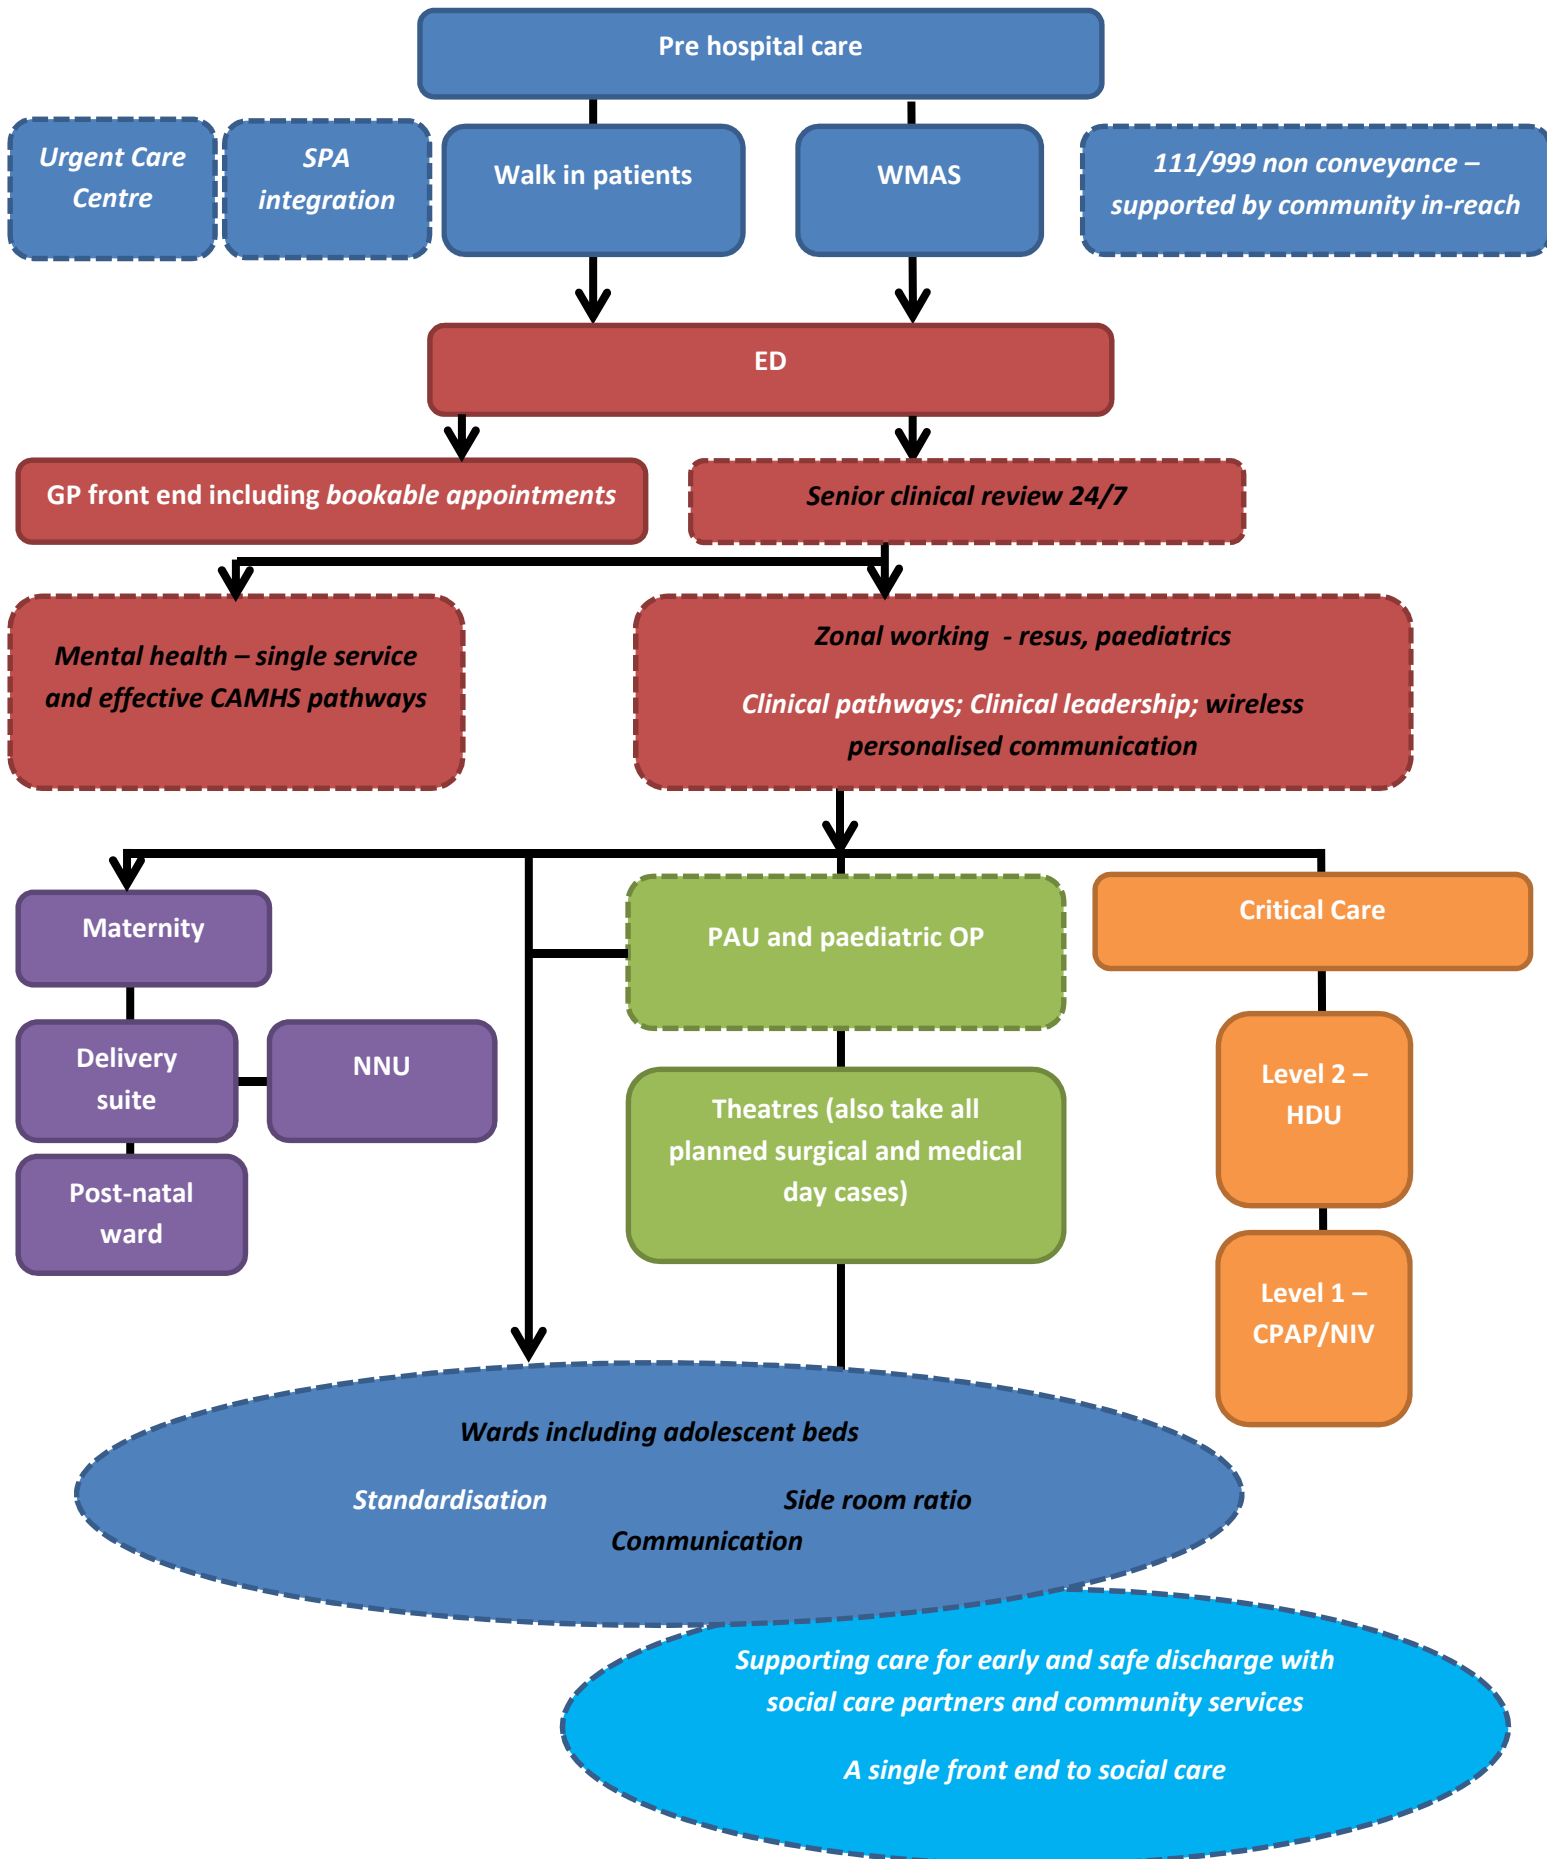 Pre hospital care
Urgent Care
Centre
SPA
integration
Walk in patients
WMAS
111/999 non conveyance –
supported by community in-reach
ED
GP front end including bookable appointments
Senior clinical review 24/7
Mental health – single service
and effective CAMHS pathways
Zonal working  - resus, paediatrics
Clinical pathways; Clinical leadership; wireless
personalised communication
Maternity
PAU and paediatric OP
Critical Care
Delivery
suite
NNU
Theatres (also take all
planned surgical and medical
day cases)
Level 2 –
HDU
Post-natal
ward
Level 1 –
CPAP/NIV
Wards including adolescent beds
Standardisation Side room ratio
Communication
Supporting care for early and safe discharge with
social care partners and community services
A single front end to social care